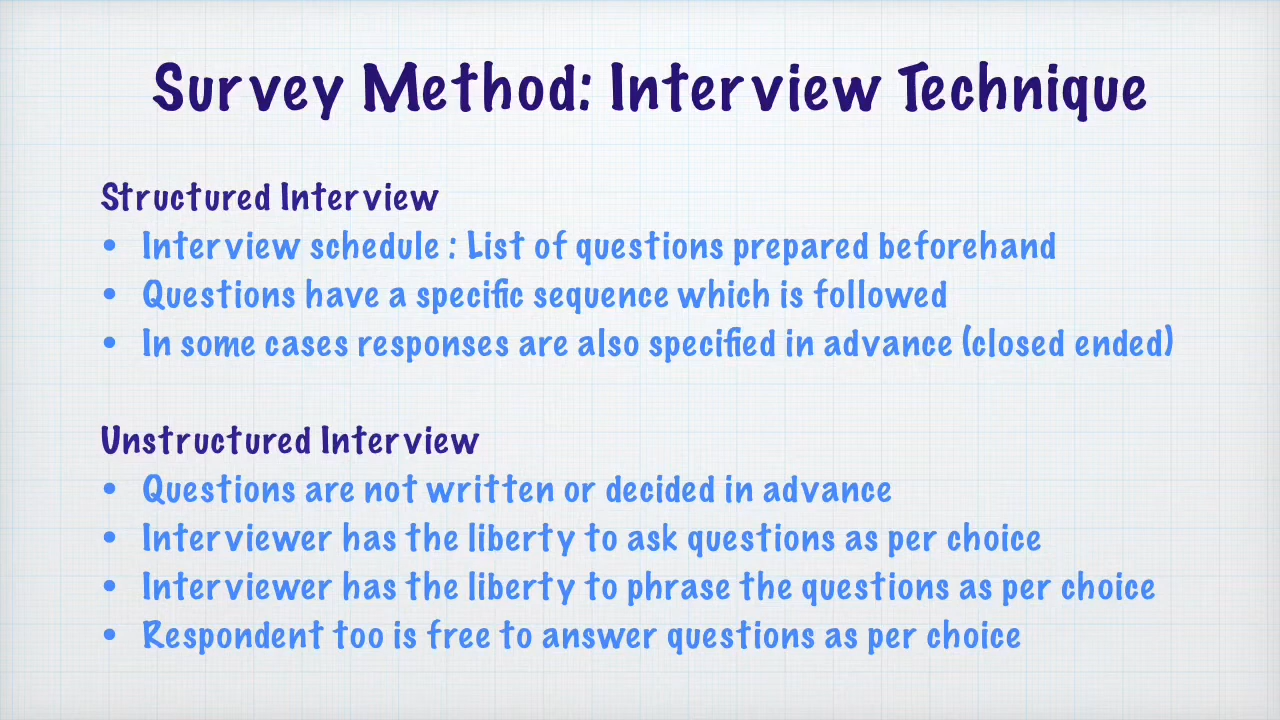 Survey Method: Interview Technique
Structured Interview
• Interview schedule : List of questions prepared beforehand
• Questions have a specific sequence which is followed
• In some cases responses are also specified in advance (closed ended)
Unstructured Interview
• Questions are not written or decided in advance
• Interviewer has the liberty to ask questions as per choice
• Interviewer has the liberty to phrase the questions as per choice
• Respondent too is free to answer questions as per choice